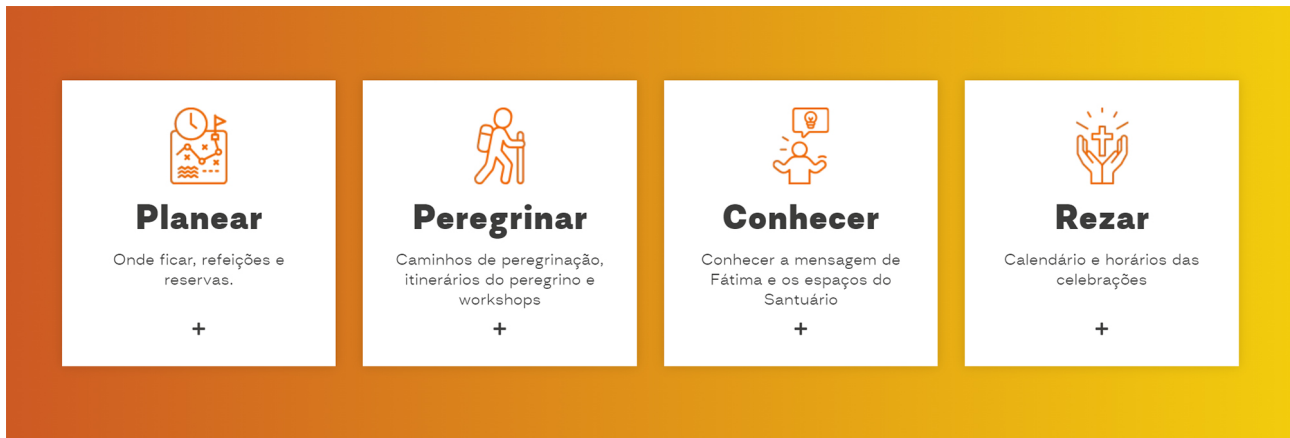 Planear
Onde ficar, refeições e
reservas.
+
Peregrinar
Caminhos de peregrinação,
itinerários do peregrino e
workshops
+
Conhecer
Conhecer a mensagem de
Fátima e os espaços do
Santuário
+
Rezar
Calendário e horários das
celebrações
+